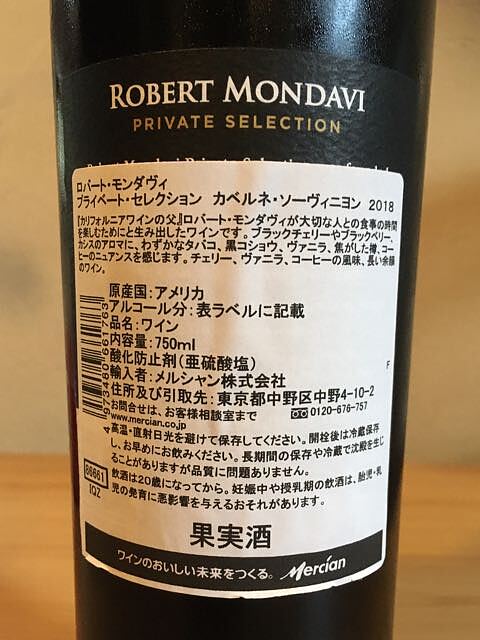 ROBERT MONDAVI
PRIVATE SELECTION
ロバート・モンダヴィ
プライベート・セレクション カベルネ・ソーヴィニヨン 2018
『カリフォルニアワインの父』ロバート・モンダヴィが大切な人との食事の時間
を楽しむためにと生み出したワインです。ブラックチェリーやブラックベリー、
カシスのアロマに、わずかなタバコ、黒コショウ、ヴァニラ、焦がした樽、コー
ヒーのニュアンスを感じます。チェリー、ヴァニラ、コーヒーの風味、長い余韻
のワイン。
原産国:アメリカ
アルコール分:表ラベルに記載
品名:ワイン
内容量:750ml
酸化防止剤(亜硫酸塩)
輸入者:メルシャン株式会社
住所及び引取先:東京都中野区中野4-10-2
お問合せは、お客様相談室まで 0120-676-757
www.mercian.co.jp
高温・直射日光を避けて保存してください。開栓後は冷蔵保存
し、お早めにお飲みください。長期間の保存や冷蔵で沈殿を生じ
ることがありますが品質に問題ありません。
飲酒は20歳になってから。妊娠中や授乳期の飲酒は、胎児・乳
児の発育に悪影響を与えるおそれがあります。
4 973480 661763
F
66661
IQZ
果実酒
ワインのおいしい未来をつくる。 Mercian